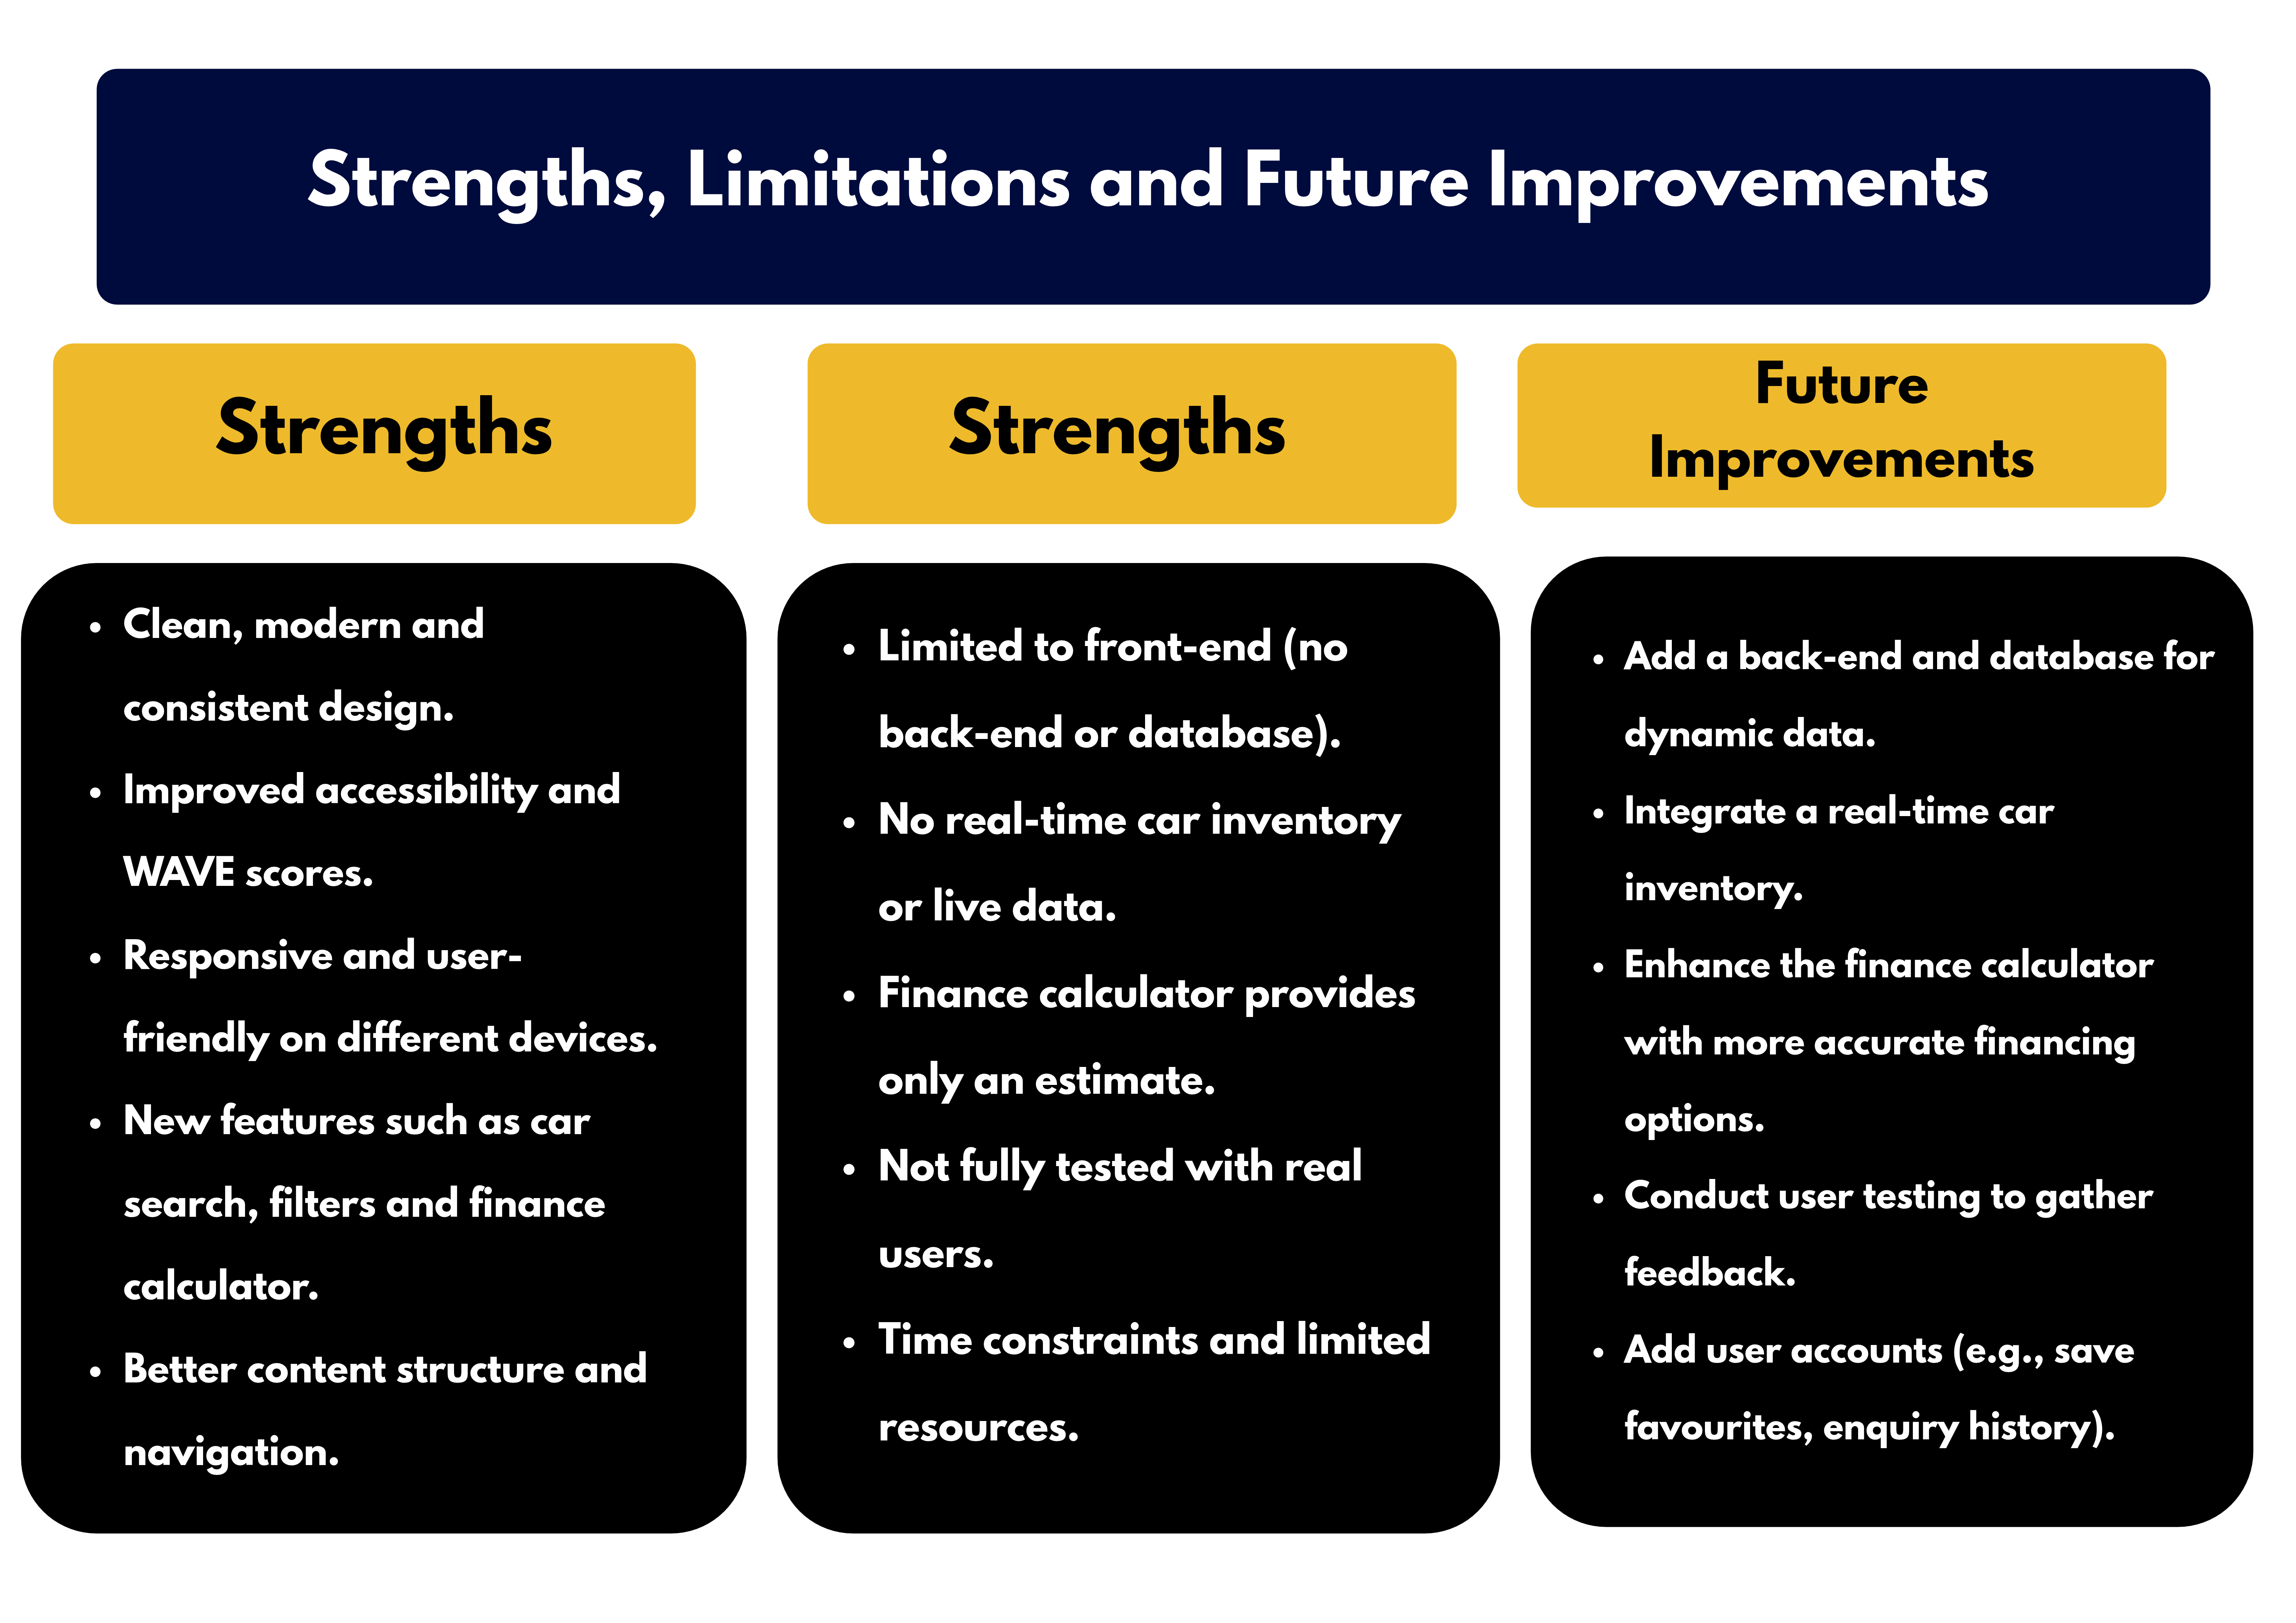 Strengths, Limitations and Future Improvements
Strengths
• Clean, modern and
consistent design.
• Improved accessibility and
WAVE scores.
• Responsive and user-
friendly on different devices.
• New features such as car
search, filters and finance
calculator.
• Better content structure and
navigation.
Strengths
• Limited to front-end (no
back-end or database).
• No real-time car inventory
or live data.
• Finance calculator provides
only an estimate.
• Not fully tested with real
users.
• Time constraints and limited
resources.
Future
Improvements
• Add a back-end and database for
dynamic data.
• Integrate a real-time car
inventory.
• Enhance the finance calculator
with more accurate financing
options.
• Conduct user testing to gather
feedback.
• Add user accounts (e.g., save
favourites, enquiry history).